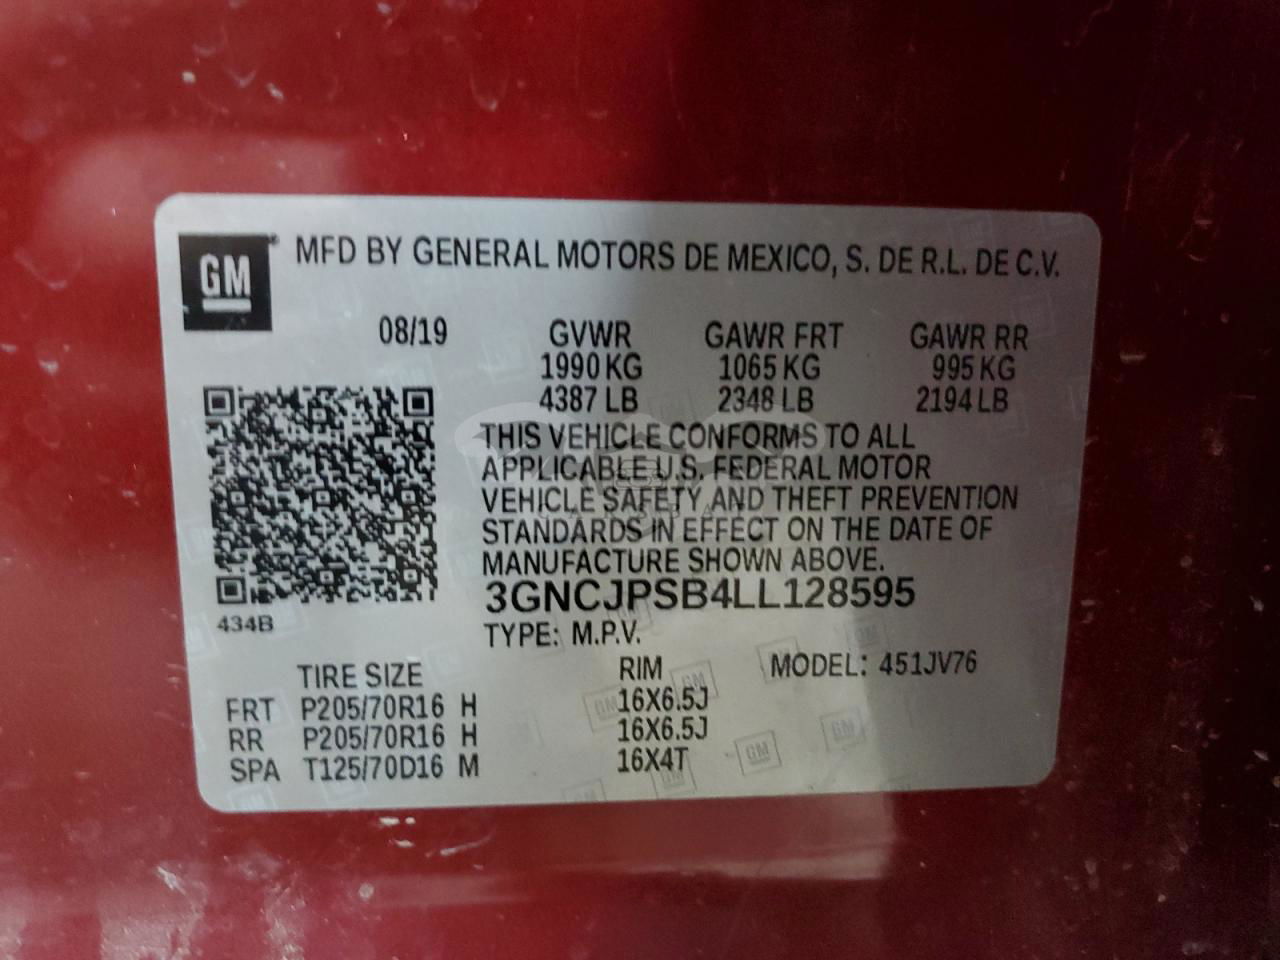 GM
MFD BY GENERAL MOTORS DE MEXICO, S. DE R.L. DE C.V.
08/19 GVWR GAWR FRT GAWR RR
1990 KG 1065 KG 995 KG
4387 LB 2348 LB 2194 LB
THIS VEHICLE CONFORMS TO ALL
APPLICABLE U.S. FEDERAL MOTOR
VEHICLE SAFETY AND THEFT PREVENTION
STANDARDS IN EFFECT ON THE DATE OF
MANUFACTURE SHOWN ABOVE.
3GNCJPSB4LL128595
434B
TYPE: M.P.V.
TIRE SIZE RIM MODEL: 451JV76
FRT P205/70R16 H 16X6.5J
RR P205/70R16 H 16X6.5J
SPA T125/70D16 M 16X4T